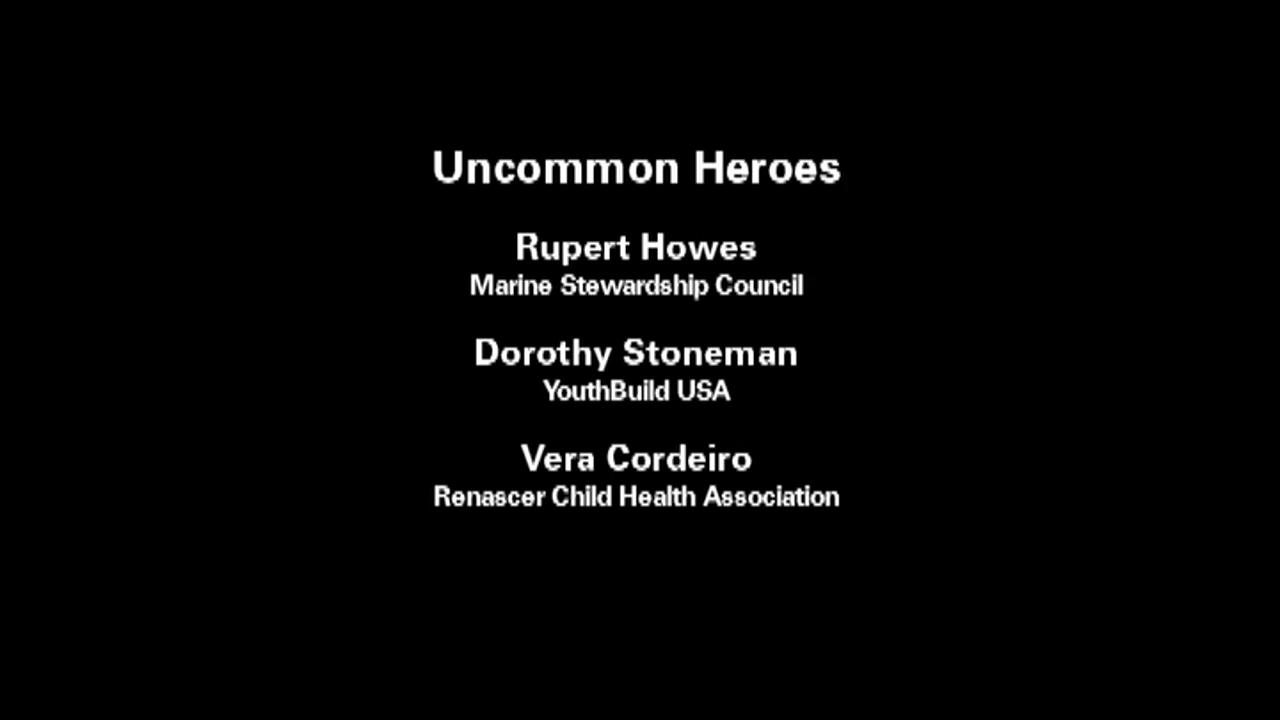 Uncommon Heroes
Rupert Howes
Marine Stewardship Council
Dorothy Stoneman
YouthBuild USA
Vera Cordeiro
Renascer Child Health Association